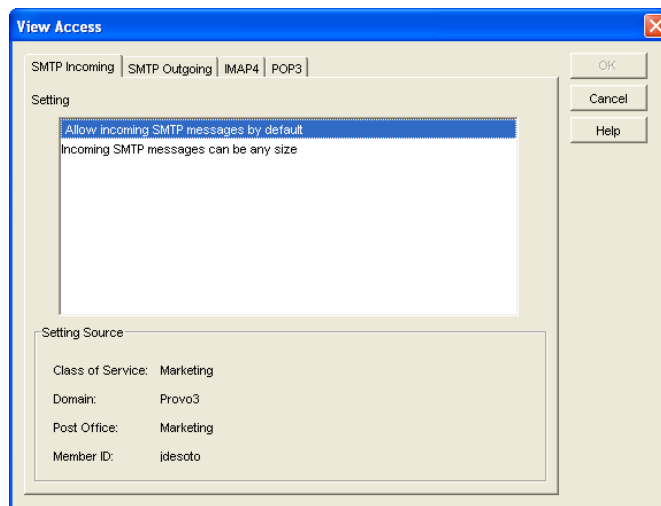 View Access
SMTP Incoming SMTP Outgoing IMAP4 POP3
OK
Setting
Cancel
Allow incoming SMTP messages by default
Help
Incoming SMTP messages can be any size
Setting Source
Class of Service: Marketing
Domain: Provo3
Post Office: Marketing
Member ID: jdesoto